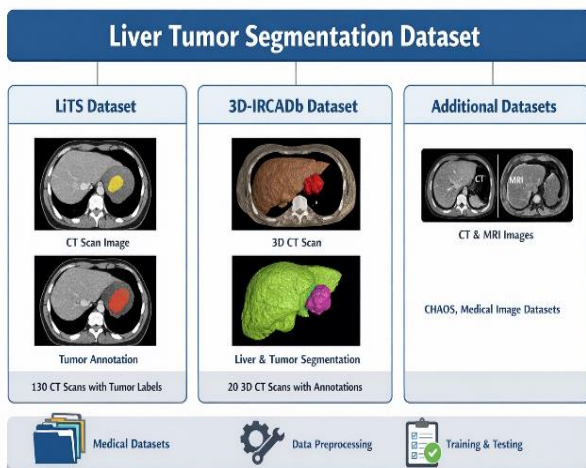 Liver Tumor Segmentation Dataset
LiTS Dataset
CT Scan Image
Tumor Annotation
130 CT Scans with Tumor Labels
3D-IRCADb Dataset
3D CT Scan
Liver & Tumor Segmentation
20 3D CT Scans with Annotations
Additional Datasets
CT
MRI
CT & MRI Images
CHAOS, Medical Image Datasets
Medical Datasets
Data Preprocessing
Training & Testing